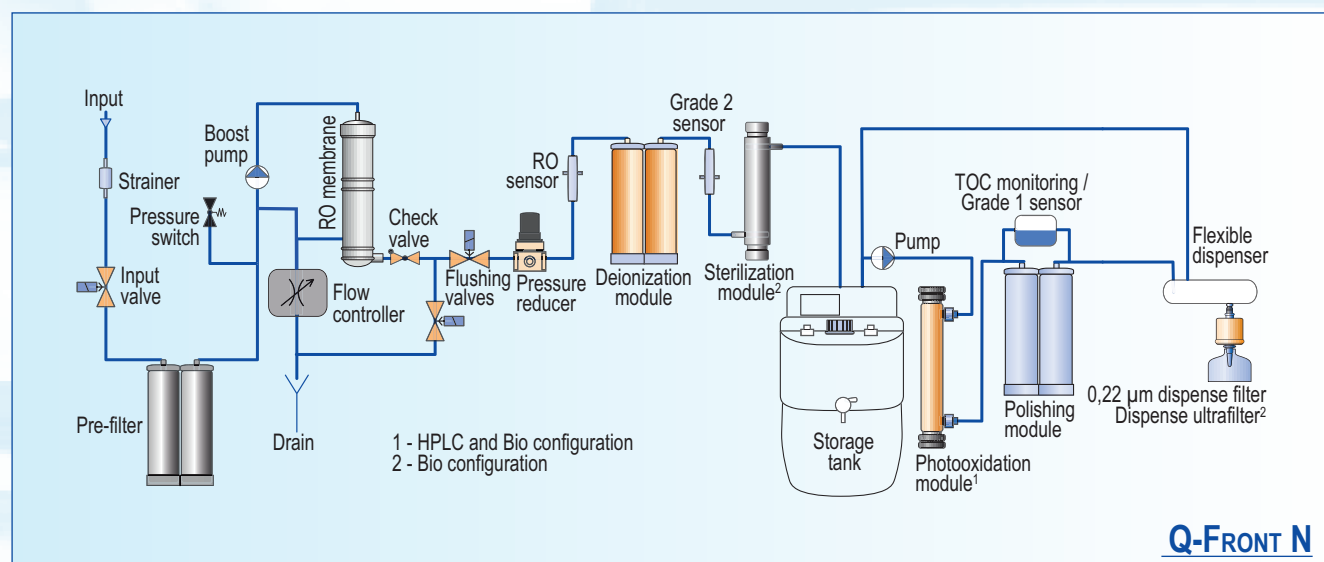 Input
Strainer
Input
valve
Pre-filter
Pressure
switch
Boost
pump
RO membrane
Flow
controller
Drain
Check
valve
Flushing
valves
Pressure
reducer
RO
sensor
Deionization
module
Grade 2
sensor
Sterilization
module²
Storage
tank
Pump
Photooxidation
module¹
TOC monitoring /
Grade 1 sensor
Polishing
module
Flexible
dispenser
0,22 µm dispense filter
Dispense ultrafilter²
1 - HPLC and Bio configuration
2 - Bio configuration
Q-FRONT N